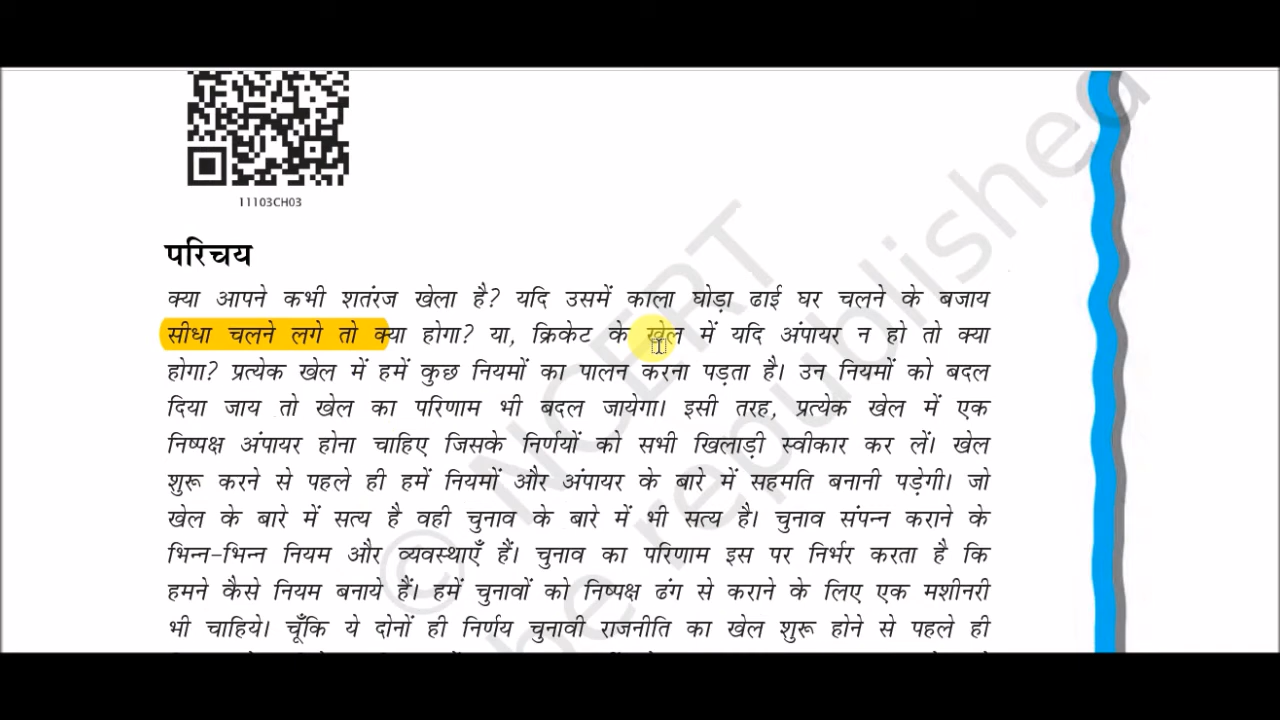 11103CH03
परिचय
क्या आपने कभी शतरंज खेला है? यदि उसमें काला घोड़ा ढाई घर चलने के बजाय
सीधा चलने लगे तो क्या होगा? या, क्रिकेट के खेल में यदि अंपायर न हो तो क्या
होगा? प्रत्येक खेल में हमें कुछ नियमों का पालन करना पड़ता है। उन नियमों को बदल
दिया जाय तो खेल का परिणाम भी बदल जायेगा। इसी तरह, प्रत्येक खेल में एक
निष्पक्ष अंपायर होना चाहिए जिसके निर्णयों को सभी खिलाड़ी स्वीकार कर लें। खेल
शुरू करने से पहले ही हमें नियमों और अंपायर के बारे में सहमति बनानी पड़ेगी। जो
खेल के बारे में सत्य है वही चुनाव के बारे में भी सत्य है। चुनाव संपन्न कराने के
भिन्न-भिन्न नियम और व्यवस्थाएँ हैं। चुनाव का परिणाम इस पर निर्भर करता है कि
हमने कैसे नियम बनाये हैं। हमें चुनावों को निष्पक्ष ढंग से कराने के लिए एक मशीनरी
भी चाहिये। चूँकि ये दोनों ही निर्णय चुनावी राजनीति का खेल शुरू होने से पहले ही
© NCERT
be republished